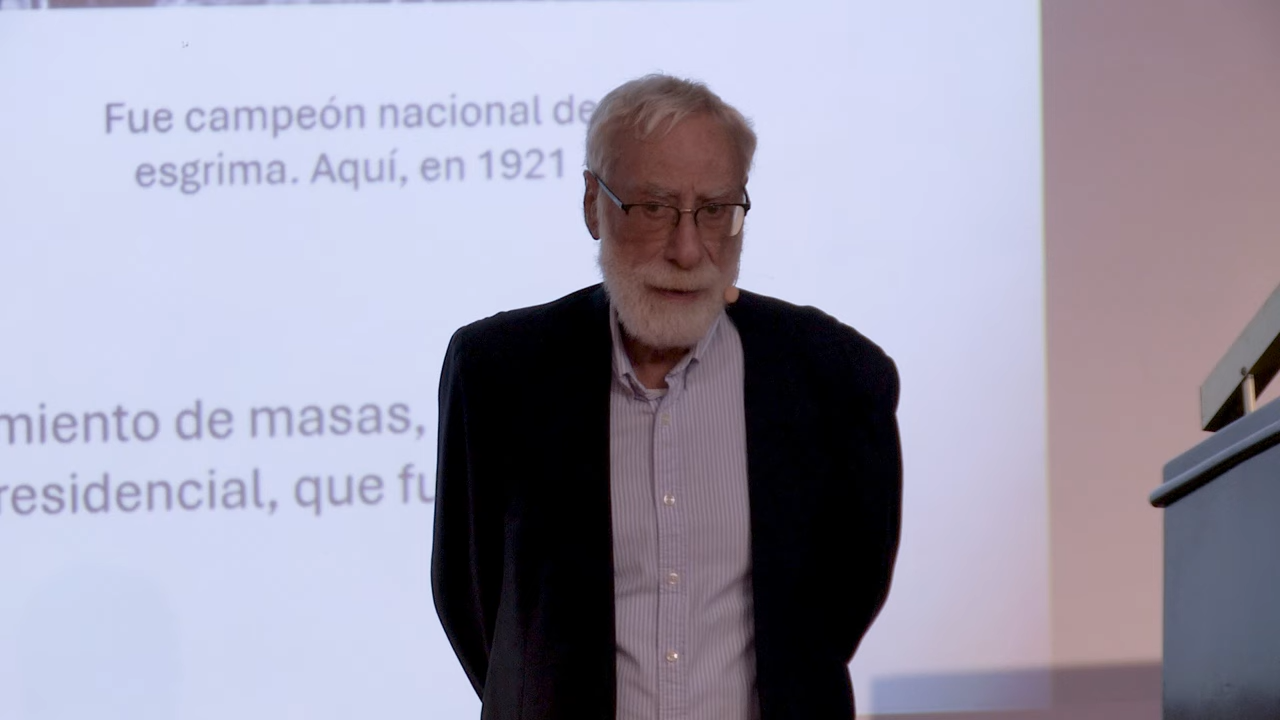 Fue campeón nacional de
esgrima. Aquí, en 1921
miento de masas,
residencial, que fu